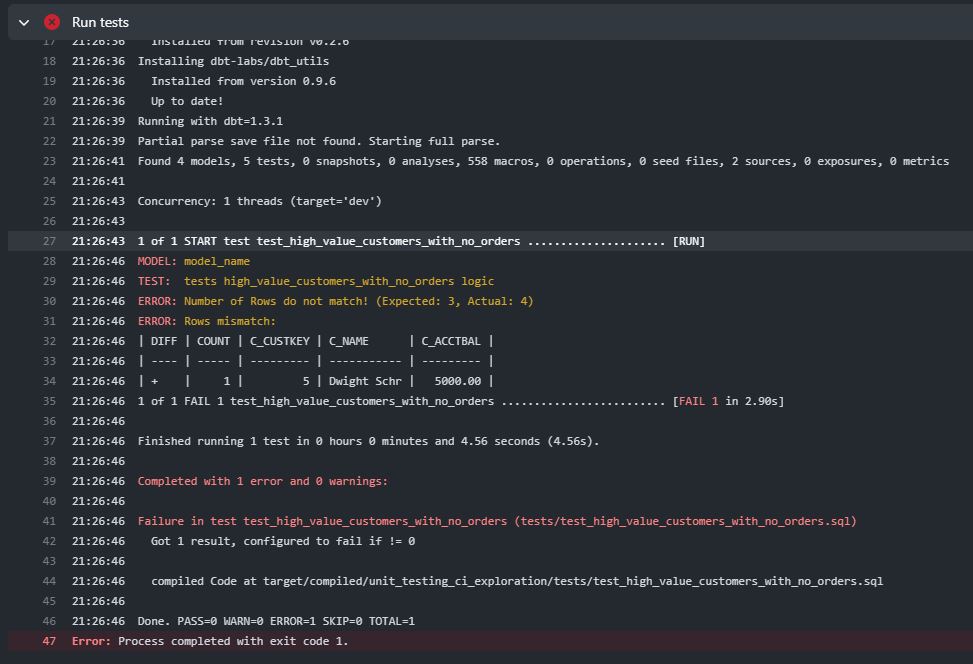 Run tests
17 21:26:36 Installed from revision v0.2.6
18 21:26:36 Installing dbt-labs/dbt_utils
19 21:26:36 Installed from version 0.9.6
20 21:26:36 Up to date!
21 21:26:39 Running with dbt=1.3.1
22 21:26:39 Partial parse save file not found. Starting full parse.
23 21:26:41 Found 4 models, 5 tests, 0 snapshots, 0 analyses, 558 macros, 0 operations, 0 seed files, 2 sources, 0 exposures, 0 metrics
24 21:26:41
25 21:26:43 Concurrency: 1 threads (target='dev')
26 21:26:43
27 21:26:43 1 of 1 START test test_high_value_customers_with_no_orders ..................... [RUN]
28 21:26:46 MODEL: model_name
29 21:26:46 TEST:  tests high_value_customers_with_no_orders logic
30 21:26:46 ERROR: Number of Rows do not match! (Expected: 3, Actual: 4)
31 21:26:46 ERROR: Rows mismatch:
32 21:26:46 | DIFF | COUNT | C_CUSTKEY | C_NAME      | C_ACCTBAL |
33 21:26:46 | ---- | ----- | --------- | ----------- | --------- |
34 21:26:46 | +    |     1 |         5 | Dwight Schr |   5000.00 |
35 21:26:46 1 of 1 FAIL 1 test_high_value_customers_with_no_orders ......................... [FAIL 1 in 2.90s]
36 21:26:46
37 21:26:46 Finished running 1 test in 0 hours 0 minutes and 4.56 seconds (4.56s).
38 21:26:46
39 21:26:46 Completed with 1 error and 0 warnings:
40 21:26:46
41 21:26:46 Failure in test test_high_value_customers_with_no_orders (tests/test_high_value_customers_with_no_orders.sql)
42 21:26:46 Got 1 result, configured to fail if != 0
43 21:26:46
44 21:26:46 compiled Code at target/compiled/unit_testing_ci_exploration/tests/test_high_value_customers_with_no_orders.sql
45 21:26:46
46 21:26:46 Done. PASS=0 WARN=0 ERROR=1 SKIP=0 TOTAL=1
47 Error: Process completed with exit code 1.